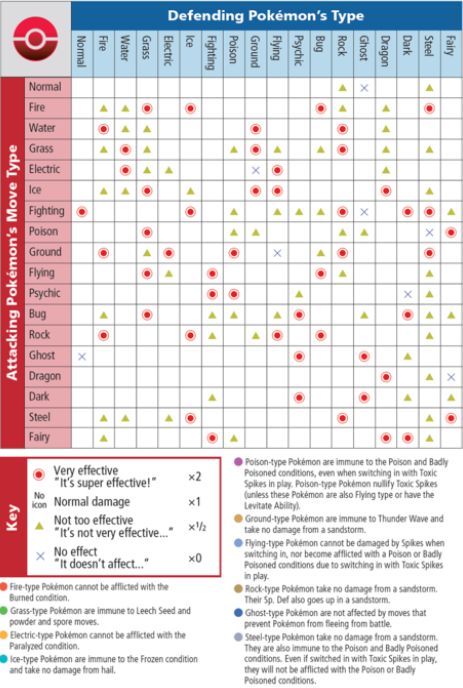 Defending Pokémon's Type
Normal
Fire
Water
Grass
Electric
Ice
Fighting
Poison
Ground
Flying
Psychic
Bug
Rock
Ghost
Dragon
Dark
Steel
Fairy
Attacking Pokémon's Move Type
Normal
Fire
Water
Grass
Electric
Ice
Fighting
Poison
Ground
Flying
Psychic
Bug
Rock
Ghost
Dragon
Dark
Steel
Fairy
Key
Very effective
"It's super effective!"
×2
No
icon
Normal damage
×1
Not too effective
"It's not very effective..."
×1/2
No effect
"It doesn't affect..."
×0
Fire-type Pokémon cannot be afflicted with the
Burned condition.
Grass-type Pokémon are immune to Leech Seed and
powder and spore moves.
Electric-type Pokémon cannot be afflicted with the
Paralyzed condition.
Ice-type Pokémon are immune to the Frozen condition
and take no damage from hail.
Poison-type Pokémon are immune to the Poison and Badly
Poisoned conditions, even when switching in with Toxic
Spikes in play. Poison-type Pokémon nullify Toxic Spikes
(unless these Pokémon are also Flying type or have the
Levitate Ability).
Ground-type Pokémon are immune to Thunder Wave and
take no damage from a sandstorm.
Flying-type Pokémon cannot be damaged by Spikes when
switching in, nor become afflicted with a Poison or Badly
Poisoned conditions due to switching in with Toxic Spikes
in play.
Rock-type Pokémon take no damage from a sandstorm.
Their Sp. Def also goes up in a sandstorm.
Ghost-type Pokémon are not affected by moves that
prevent Pokémon from fleeing from battle.
Steel-type Pokémon take no damage from a sandstorm.
They are also immune to the Poison and Badly Poisoned
conditions. Even if switched in with Toxic Spikes in play,
they will not be afflicted with the Poison or Badly
Poisoned conditions.